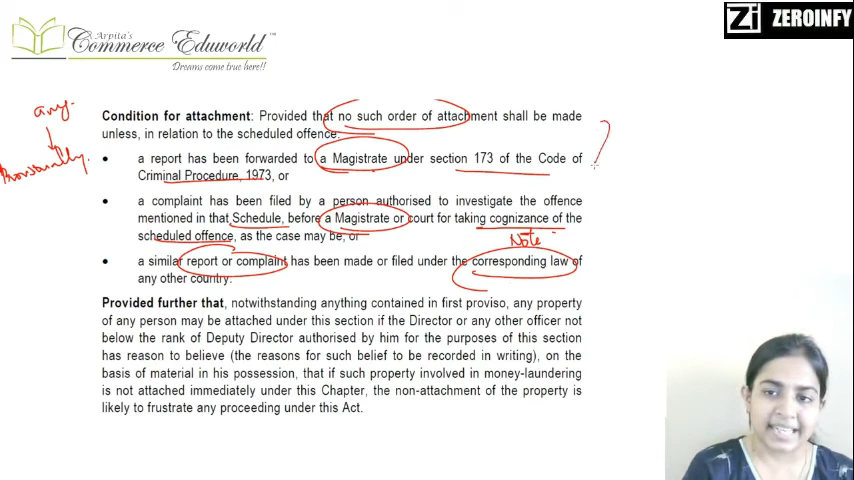 Arpita's
Commerce Eduworld™
Dreams come true here!!
Zi ZEROINFY
any.
Provisionally.
Condition for attachment: Provided that no such order of attachment shall be made
unless, in relation to the scheduled offence:
• a report has been forwarded to a Magistrate under section 173 of the Code of
Criminal Procedure, 1973, or
• a complaint has been filed by a person authorised to investigate the offence
mentioned in that Schedule, before a Magistrate or court for taking cognizance of the
scheduled offence, as the case may be, or
Note
• a similar report or complaint has been made or filed under the corresponding law of
any other country:
Provided further that, notwithstanding anything contained in first proviso, any property
of any person may be attached under this section if the Director or any other officer not
below the rank of Deputy Director authorised by him for the purposes of this section
has reason to believe (the reasons for such belief to be recorded in writing), on the
basis of material in his possession, that if such property involved in money-laundering
is not attached immediately under this Chapter, the non-attachment of the property is
likely to frustrate any proceeding under this Act.